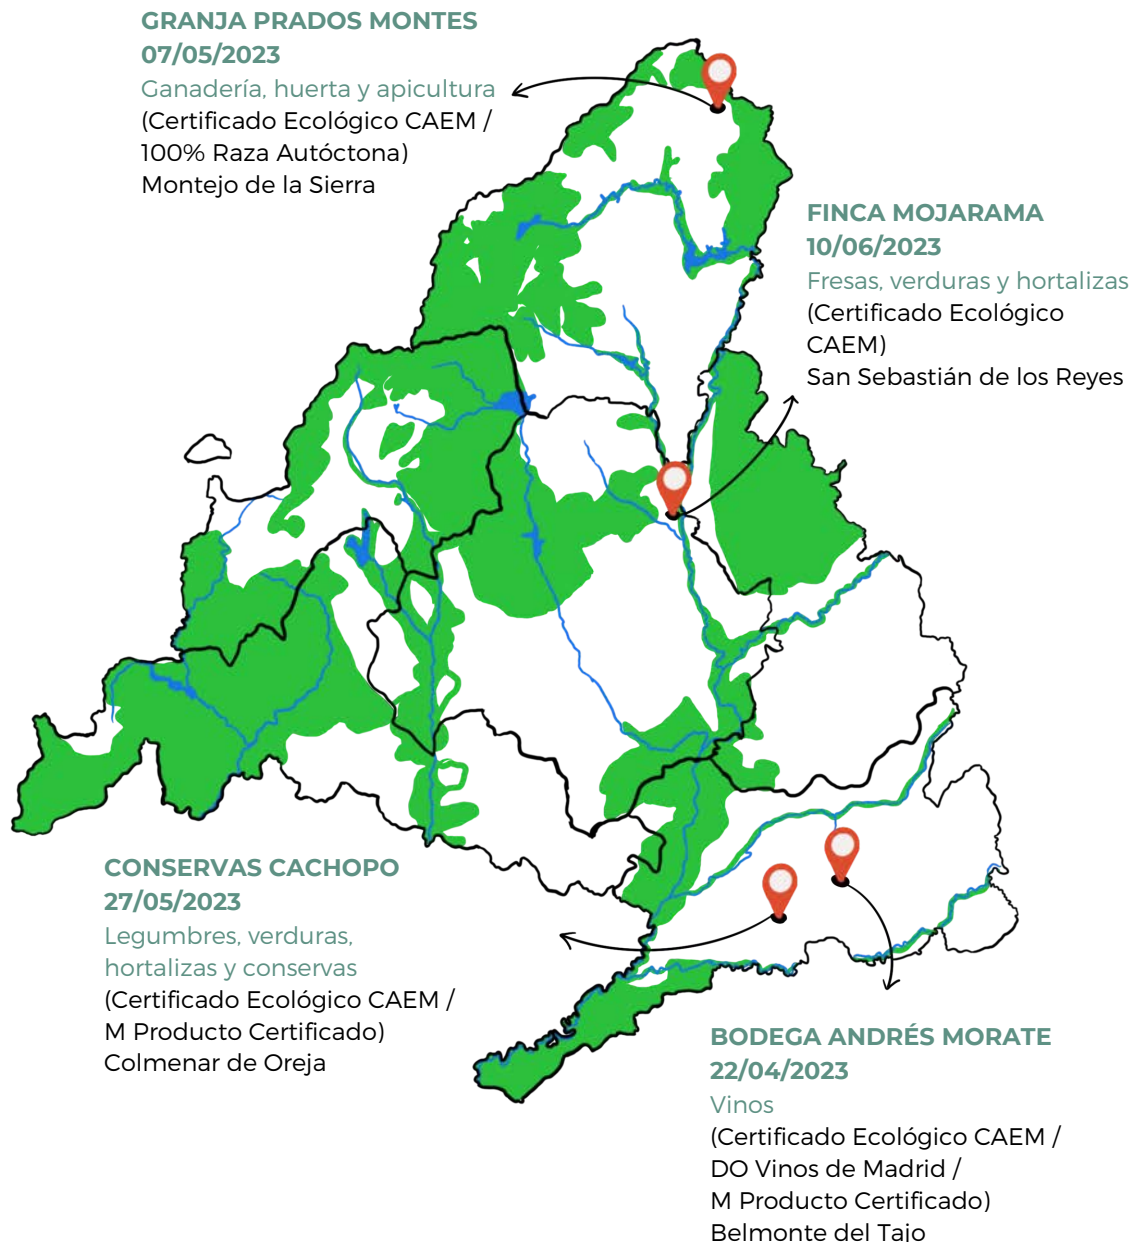 GRANJA PRADOS MONTES
07/05/2023
Ganadería, huerta y apicultura
(Certificado Ecológico CAEM /
100% Raza Autóctona)
Montejo de la Sierra
FINCA MOJARAMA
10/06/2023
Fresas, verduras y hortalizas
(Certificado Ecológico
CAEM)
San Sebastián de los Reyes
CONSERVAS CACHOPO
27/05/2023
Legumbres, verduras,
hortalizas y conservas
(Certificado Ecológico CAEM /
M Producto Certificado)
Colmenar de Oreja
BODEGA ANDRÉS MORATE
22/04/2023
Vinos
(Certificado Ecológico CAEM /
DO Vinos de Madrid /
M Producto Certificado)
Belmonte del Tajo